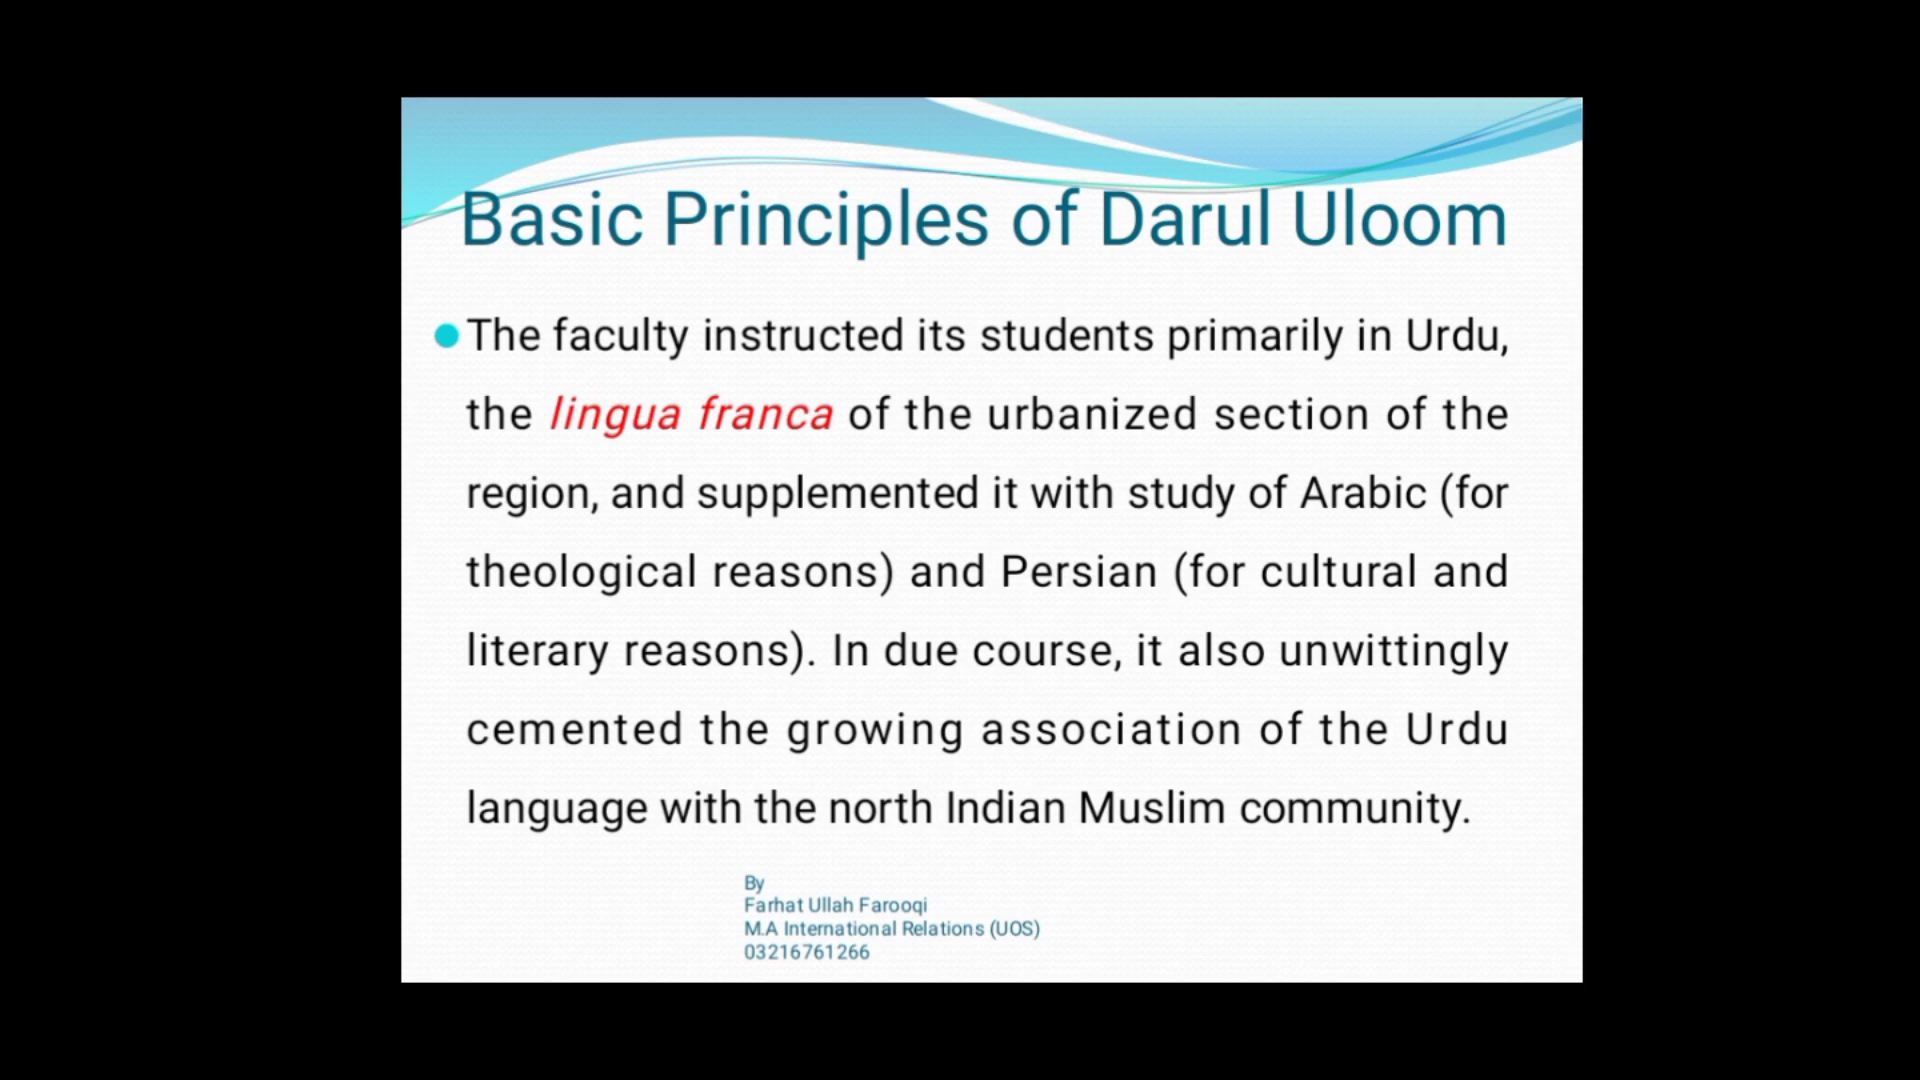 Basic Principles of Darul Uloom
The faculty instructed its students primarily in Urdu,
the lingua franca of the urbanized section of the
region, and supplemented it with study of Arabic (for
theological reasons) and Persian (for cultural and
literary reasons). In due course, it also unwittingly
cemented the growing association of the Urdu
language with the north Indian Muslim community.
By
Farhat Ullah Farooqi
M.A International Relations (UOS)
03216761266